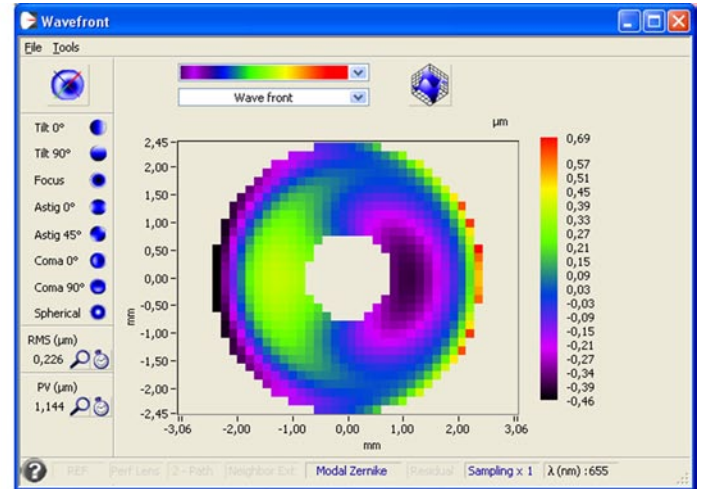 Wavefront
File Tools
Wave front
Tilt 0°
Tilt 90°
Focus
Astig 0°
Astig 45°
Coma 0°
Coma 90°
Spherical
RMS (µm)
0,226
PV (µm)
1,144
µm
2,45
2,00
1,50
1,00
0,50
0,00
-0,50
-1,00
-1,50
-2,00
-2,45
mm
-3,06 -2,00 -1,00 0,00 1,00 2,00 3,06
mm
0,69
0,57
0,51
0,45
0,39
0,33
0,27
0,21
0,15
0,09
0,03
-0,03
-0,09
-0,15
-0,21
-0,27
-0,34
-0,39
-0,46
REF Perf Lens 2 - Path Neighbor Ext Modal Zernike Residual Sampling x 1 λ (nm) :655